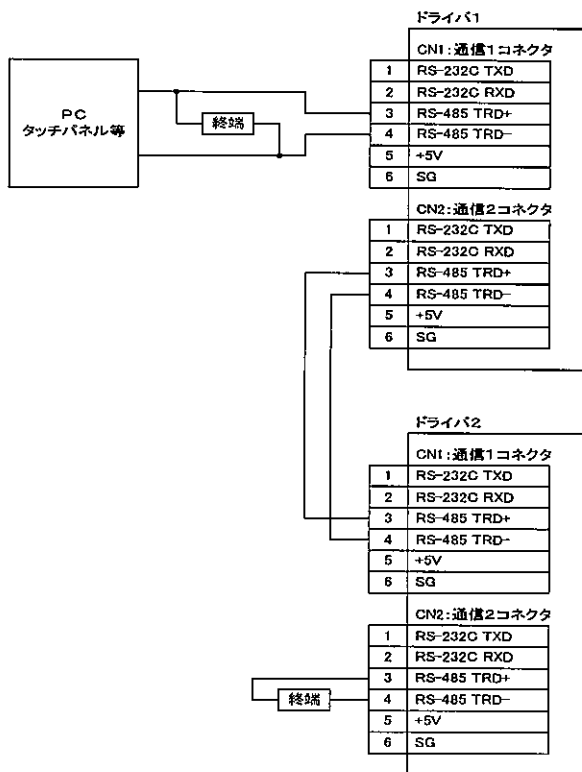 ドライバ1
CN1:通信1コネクタ
1 RS-232C TXD
2 RS-232C RXD
3 RS-485 TRD+
4 RS-485 TRD-
5 +5V
6 SG
PC
タッチパネル等
終端
CN2:通信2コネクタ
1 RS-232C TXD
2 RS-232C RXD
3 RS-485 TRD+
4 RS-485 TRD-
5 +5V
6 SG
ドライバ2
CN1:通信1コネクタ
1 RS-232C TXD
2 RS-232C RXD
3 RS-485 TRD+
4 RS-485 TRD-
5 +5V
6 SG
CN2:通信2コネクタ
1 RS-232C TXD
2 RS-232C RXD
3 RS-485 TRD+
4 RS-485 TRD-
5 +5V
6 SG
終端